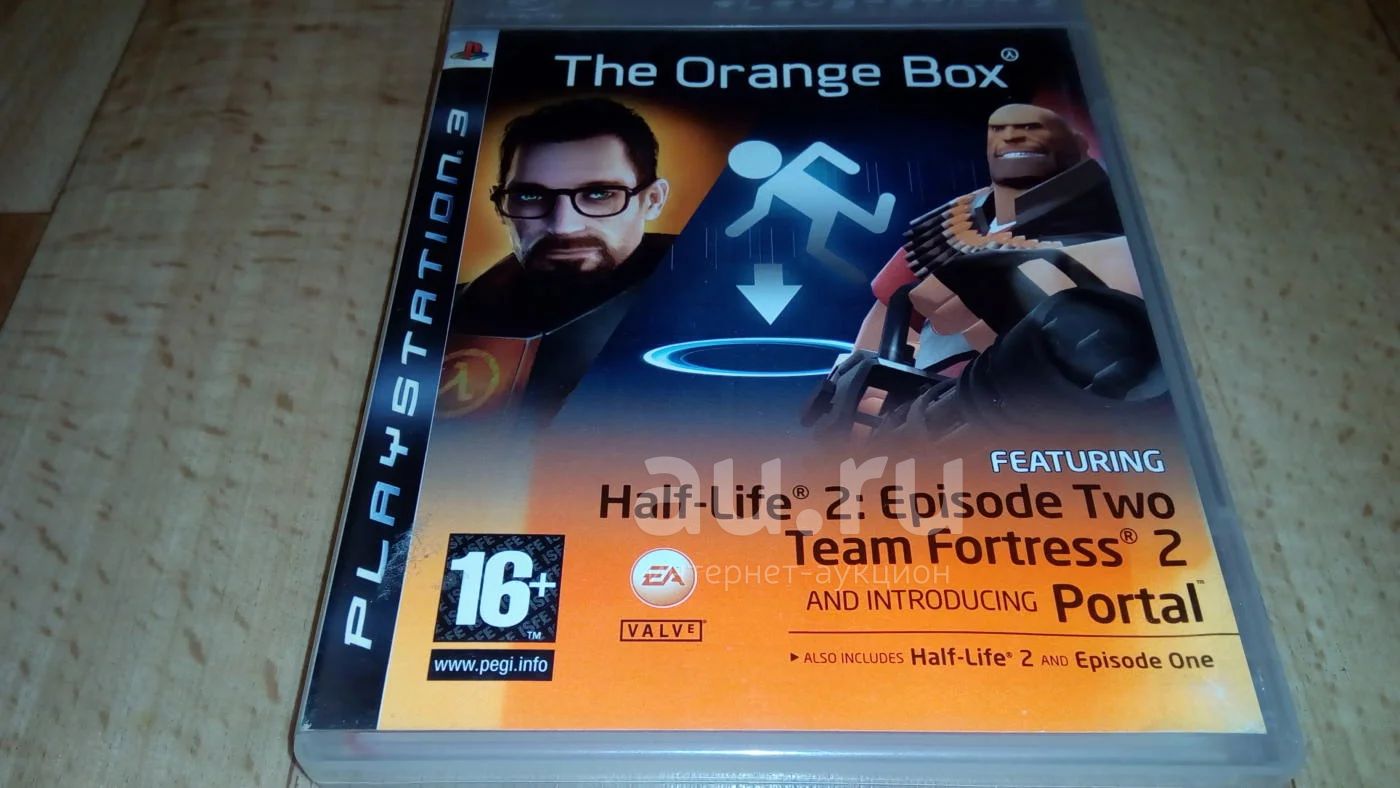 The Orange Box
PLAYSTATION. 3
FEATURING
Half-Life® 2: Episode Two
Team Fortress® 2
AND INTRODUCING Portal™
▶ALSO INCLUDES Half-Life® 2 AND Episode One
16+
TM
www.pegi.info
EA
VALVE®
au.ru
интернет-аукцион